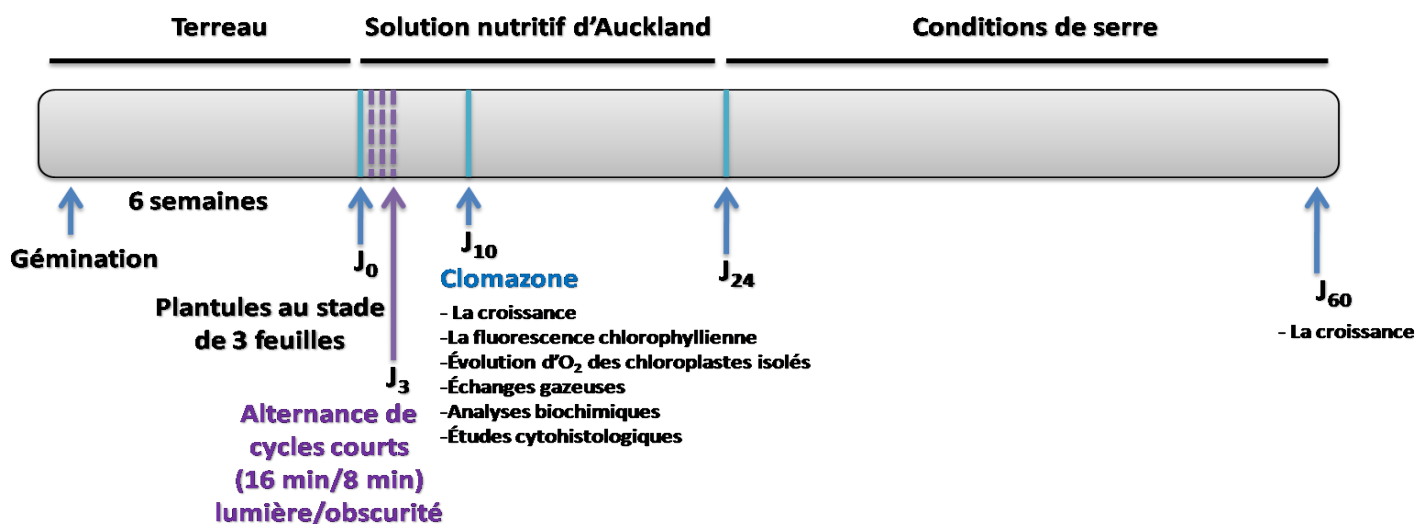 Terreau
Solution nutritif d'Auckland
Conditions de serre
6 semaines
Gémination
J0
Plantules au stade
de 3 feuilles
J3
Alternance de
cycles courts
(16 min/8 min)
lumière/obscurité
J10
Clomazone
- La croissance
-La fluorescence chlorophyllienne
-Évolution d'O2 des chloroplastes isolés
-Échanges gazeuses
-Analyses biochimiques
-Études cytohistologiques
J24
J60
- La croissance